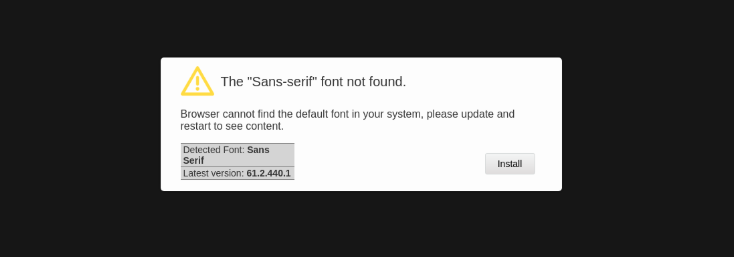 The "Sans-serif" font not found.
Browser cannot find the default font in your system, please update and
restart to see content.
Detected Font: Sans
Serif
Latest version: 61.2.440.1
Install